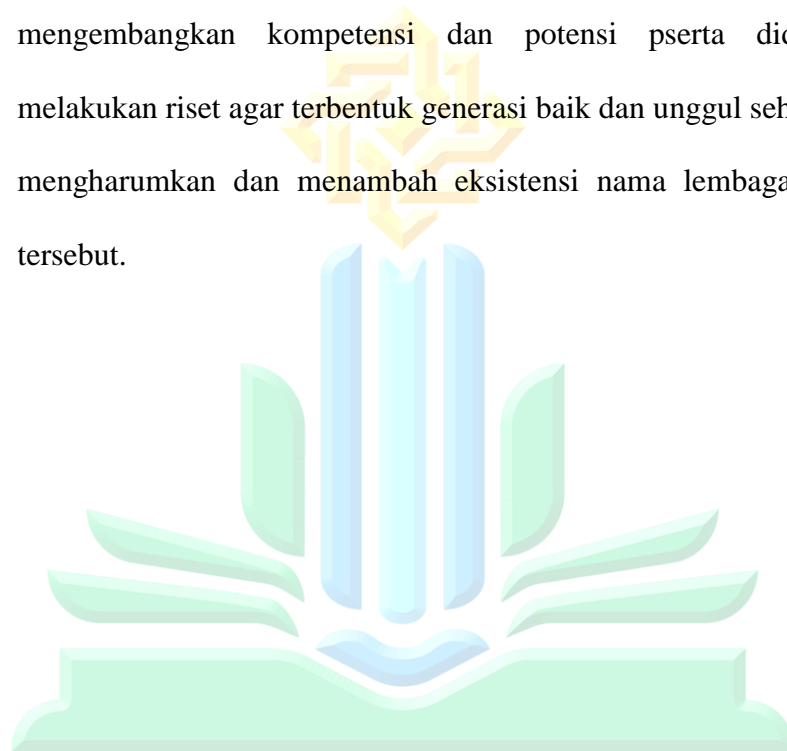 mengembangkan kompetensi dan potensi pserta
melakukan riset agar terbentuk generasi baik dan unggul
mengharumkan dan menambah eksistensi nama lembaga
tersebut.